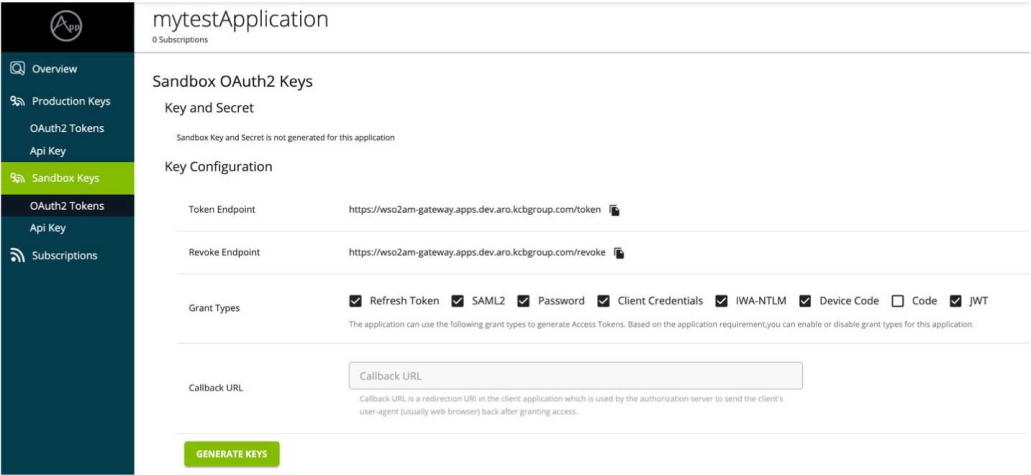 App
mytestApplication
0 Subscriptions
Overview
Production Keys
OAuth2 Tokens
Api Key
Sandbox Keys
OAuth2 Tokens
Api Key
Subscriptions
Sandbox OAuth2 Keys
Key and Secret
Sandbox Key and Secret is not generated for this application
Key Configuration
Token Endpoint https://wso2am-gateway.apps.dev.aro.kcbgroup.com/token
Revoke Endpoint https://wso2am-gateway.apps.dev.aro.kcbgroup.com/revoke
Grant Types Refresh Token SAML2 Password Client Credentials IWA-NTLM Device Code Code JWT
The application can use the following grant types to generate Access Tokens. Based on the application requirement,you can enable or disable grant types for this application.
Callback URL
Callback URL
Callback URL is a redirection URI in the client application which is used by the authorization server to send the client's
user-agent (usually web browser) back after granting access.
GENERATE KEYS